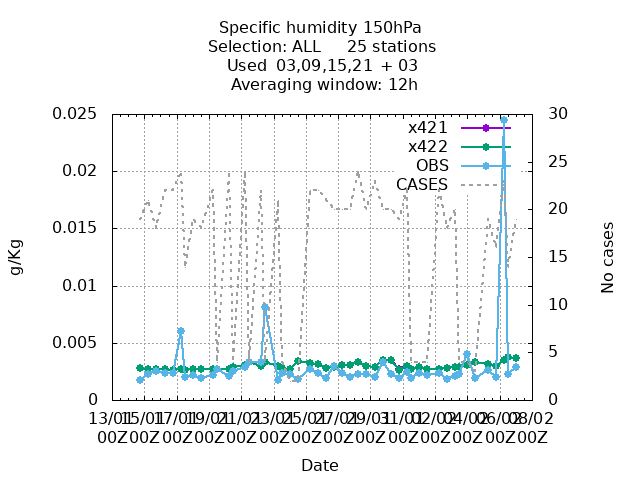 Specific humidity 150hPa
Selection: ALL     25 stations
Used  03,09,15,21  + 03
Averaging window: 12h
x421
x422
OBS
CASES
0.025
0.02
0.015
0.01
0.005
0
g/Kg
30
25
20
15
10
5
0
No cases
13/01 15/01 17/01 19/01 21/01 23/01 25/01 27/01 29/01 31/01 02/02 04/02 06/02 08/02
00Z 00Z 00Z 00Z 00Z 00Z 00Z 00Z 00Z 00Z 00Z 00Z 00Z 00Z
Date